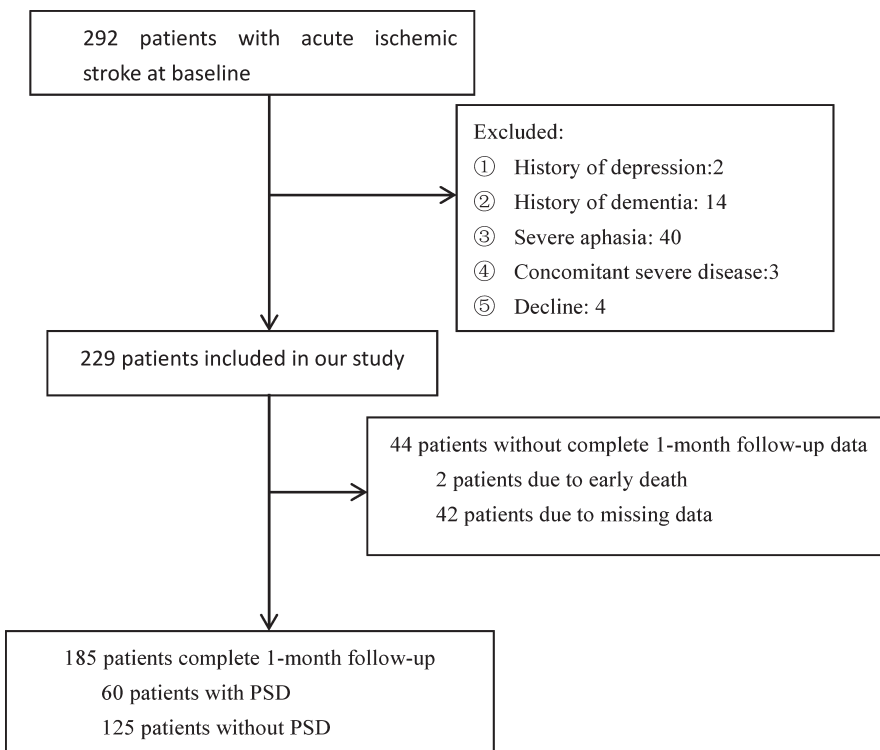 292 patients with acute ischemic
stroke at baseline
Excluded:
① History of depression:2
② History of dementia: 14
③ Severe aphasia: 40
④ Concomitant severe disease:3
⑤ Decline: 4
229 patients included in our study
44 patients without complete 1-month follow-up data
2 patients due to early death
42 patients due to missing data
185 patients complete 1-month follow-up
60 patients with PSD
125 patients without PSD